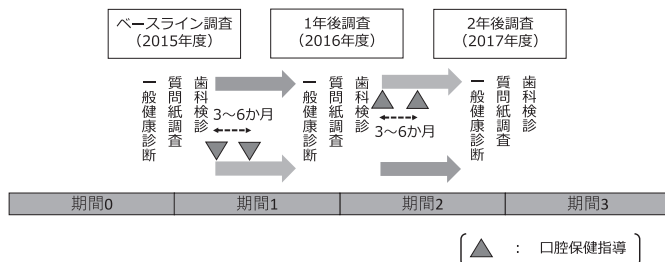 ベースライン調査
（2015年度）
1年後調査
（2016年度）
2年後調査
（2017年度）
一般健康診断
質問紙調査
歯科検診
3～6か月
一般健康診断
質問紙調査
歯科検診
3～6か月
一般健康診断
質問紙調査
歯科検診
期間0
期間1
期間2
期間3
： 口腔保健指導